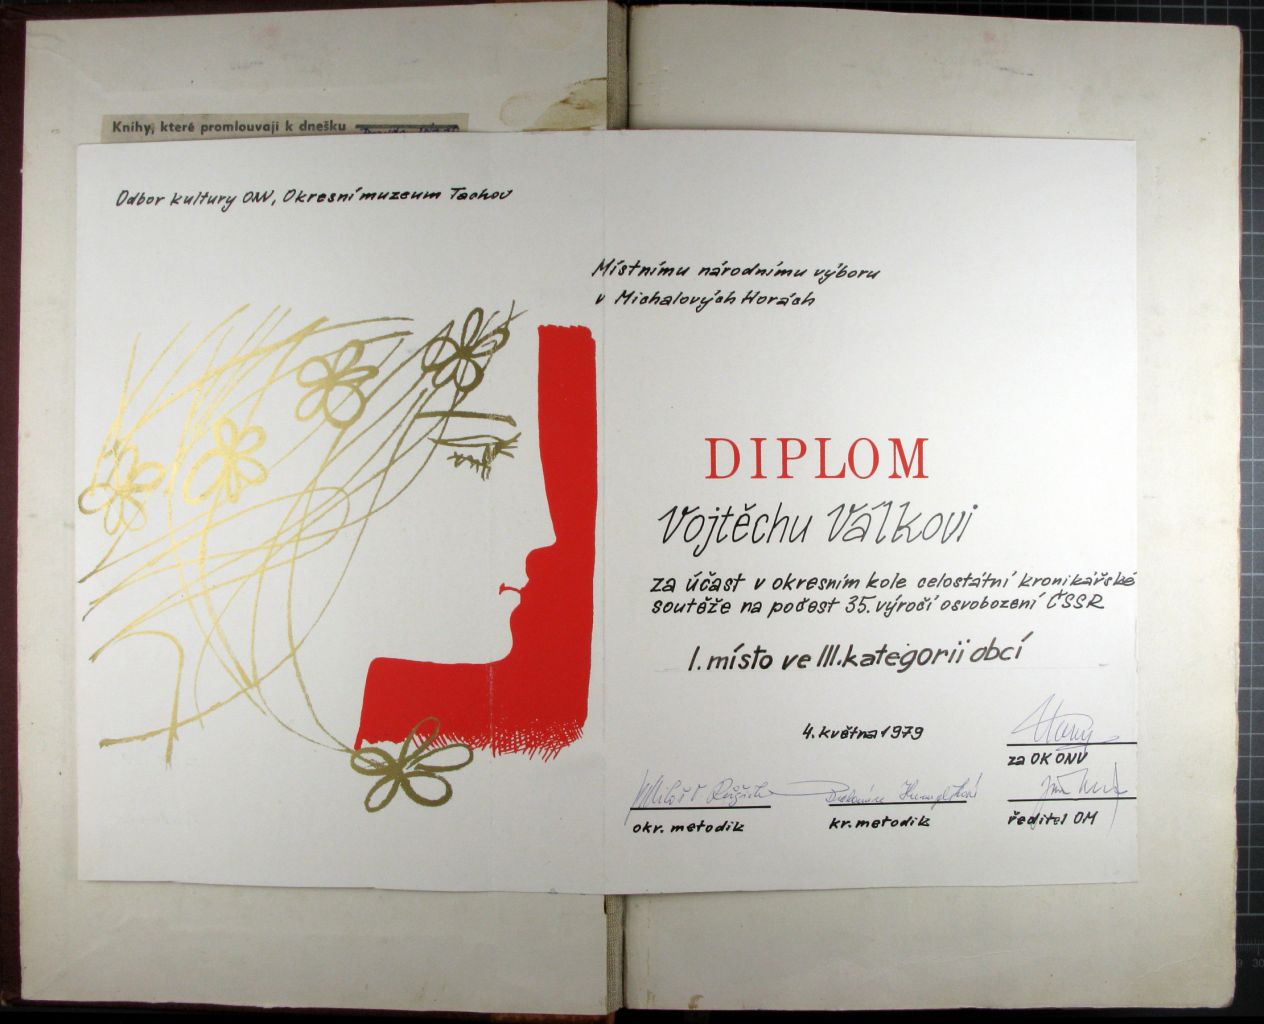 Knihy, které promlouvají k dnešku
Odbor kultury ONV, Okresní muzeum Tachov
Místnímu národnímu výboru
v Michalových Horách
DIPLOM
Vojtěchu Válkovi
za účast v okresním kole celostátní kronikářské
soutěže na počest 35. výročí osvobození ČSSR
I. místo ve III. kategorii obcí
4. května 1979
za OK ONV
Miloš Růžička
okr. metodik
kr. metodik
ředitel OM